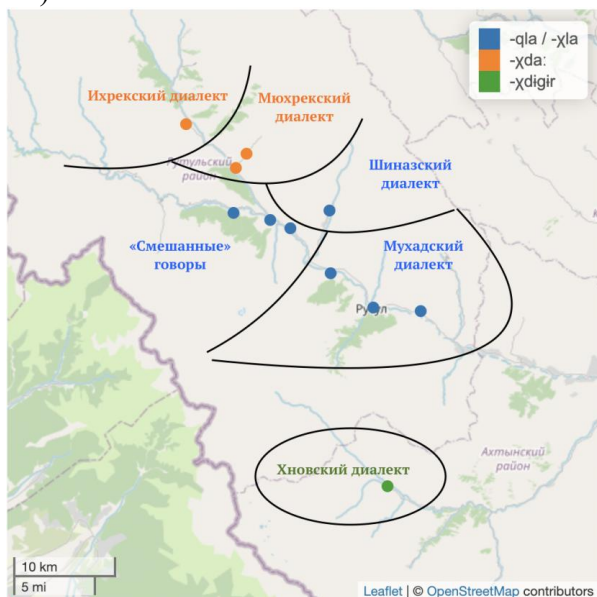 -qla / -χla
-χda:
-χdɨgɨr
Ихрекский диалект
Мюхрекский
диалект
Рутульский
район
Шиназский
диалект
«Смешанные»
говоры
Мухадский
диалект
Рутул
Хновский диалект
Ахтынский
район
10 km
5 mi
Leaflet | © OpenStreetMap contributors